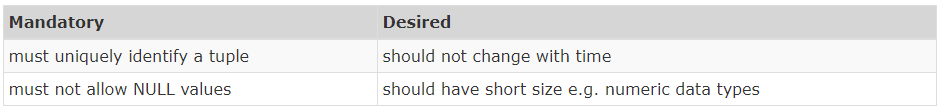 Mandatory Desired
must uniquely identify a tuple should not change with time
must not allow NULL values should have short size e.g. numeric data types